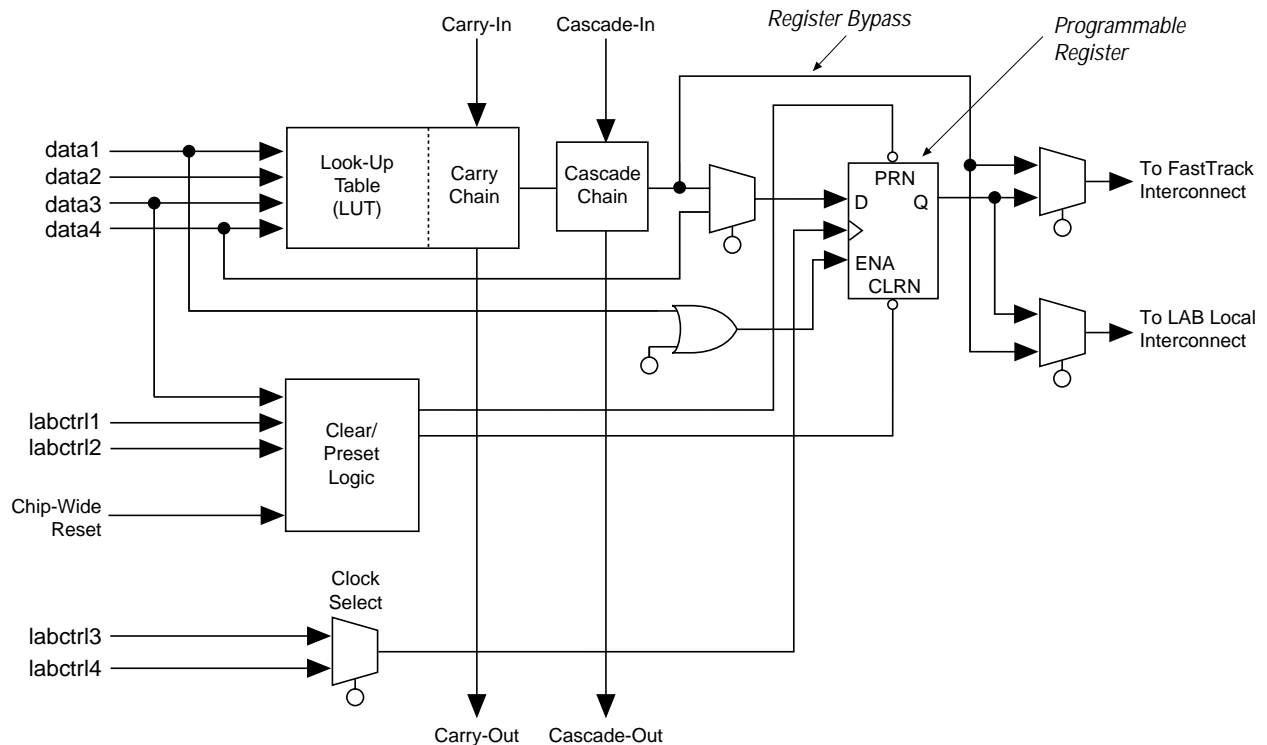 Carry-In
Cascade-In
Register Bypass
Programmable
Register
data1
data2
data3
data4
Look-Up
Table
(LUT)
Carry
Chain
Cascade
Chain
PRN
D
Q
ENA
CLRN
To FastTrack
Interconnect
To LAB Local
Interconnect
labctrl1
labctrl2
Clear/
Preset
Logic
Chip-Wide
Reset
Clock
Select
labctrl3
labctrl4
Carry-Out
Cascade-Out